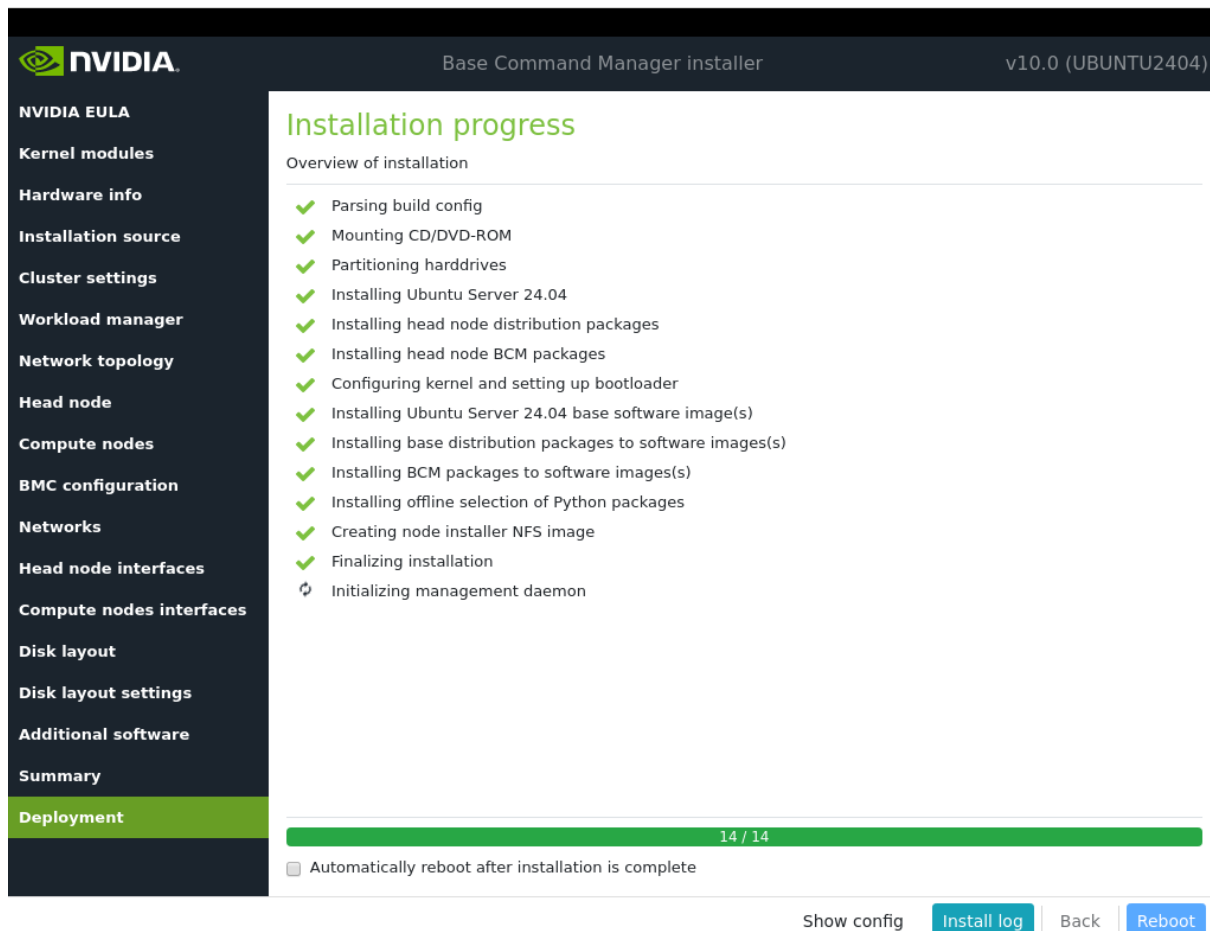 NVIDIA.
Base Command Manager installer
v10.0 (UBUNTU2404)
NVIDIA EULA
Kernel modules
Hardware info
Installation source
Cluster settings
Workload manager
Network topology
Head node
Compute nodes
BMC configuration
Networks
Head node interfaces
Compute nodes interfaces
Disk layout
Disk layout settings
Additional software
Summary
Deployment
Installation progress
Overview of installation
Parsing build config
Mounting CD/DVD-ROM
Partitioning harddrives
Installing Ubuntu Server 24.04
Installing head node distribution packages
Installing head node BCM packages
Configuring kernel and setting up bootloader
Installing Ubuntu Server 24.04 base software image(s)
Installing base distribution packages to software images(s)
Installing BCM packages to software images(s)
Installing offline selection of Python packages
Creating node installer NFS image
Finalizing installation
Initializing management daemon
14 / 14
Automatically reboot after installation is complete
Show config
Install log
Back
Reboot